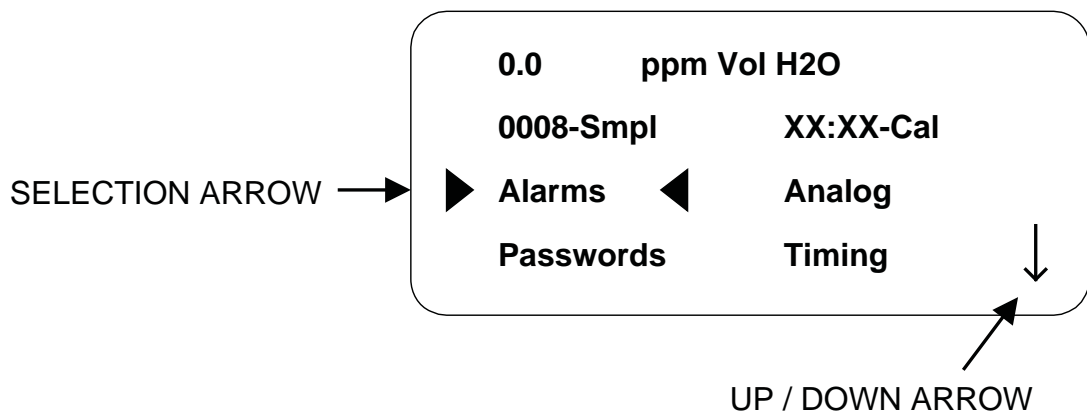 0.0 ppm Vol H2O
0008-Smpl XX:XX-Cal
SELECTION ARROW Alarms Analog
Passwords Timing
UP / DOWN ARROW